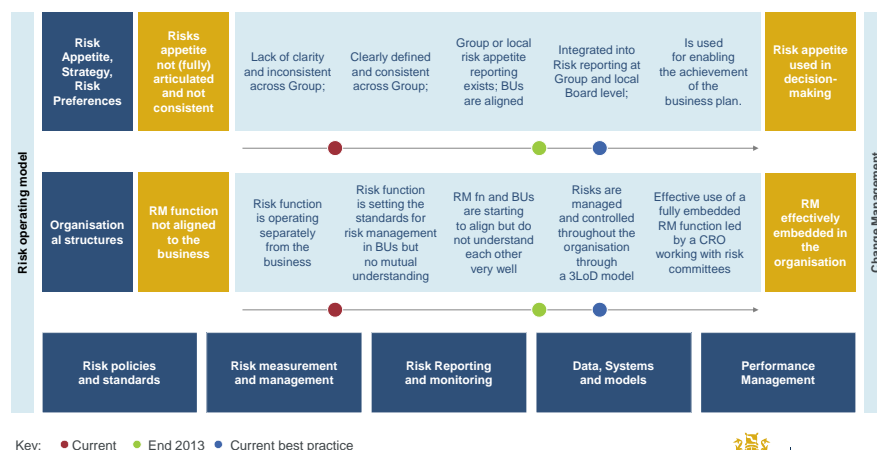 Risk operating model
Risk
Appetite,
Strategy,
Risk
Preferences
Risks
appetite
not (fully)
articulated
and not
consistent
Lack of clarity
and inconsistent
across Group;
Clearly defined
and consistent
across Group;
Group or local
risk appetite
reporting
exists; BUs
are aligned
Integrated into
Risk reporting at
Group and local
Board level;
Is used
for enabling
the achievement
of the
business plan.
Risk appetite
used in
decision-
making
Organisation
al structures
RM function
not aligned
to the
business
Risk function
is operating
separately
from the
business
Risk function
is setting the
standards for
risk management
in BUs but
no mutual
understanding
RM fn and BUs
are starting
to align but do
not understand
each other
very well
Risks are
managed
and controlled
throughout the
organisation
through
a 3LoD model
Effective use of a
fully embedded
RM function led
by a CRO
working with risk
committees
RM
effectively
embedded in
the
organisation
Change Management
Risk policies
and standards
Risk measurement
and management
Risk Reporting
and monitoring
Data, Systems
and models
Performance
Management
Key: Current End 2013 Current best practice